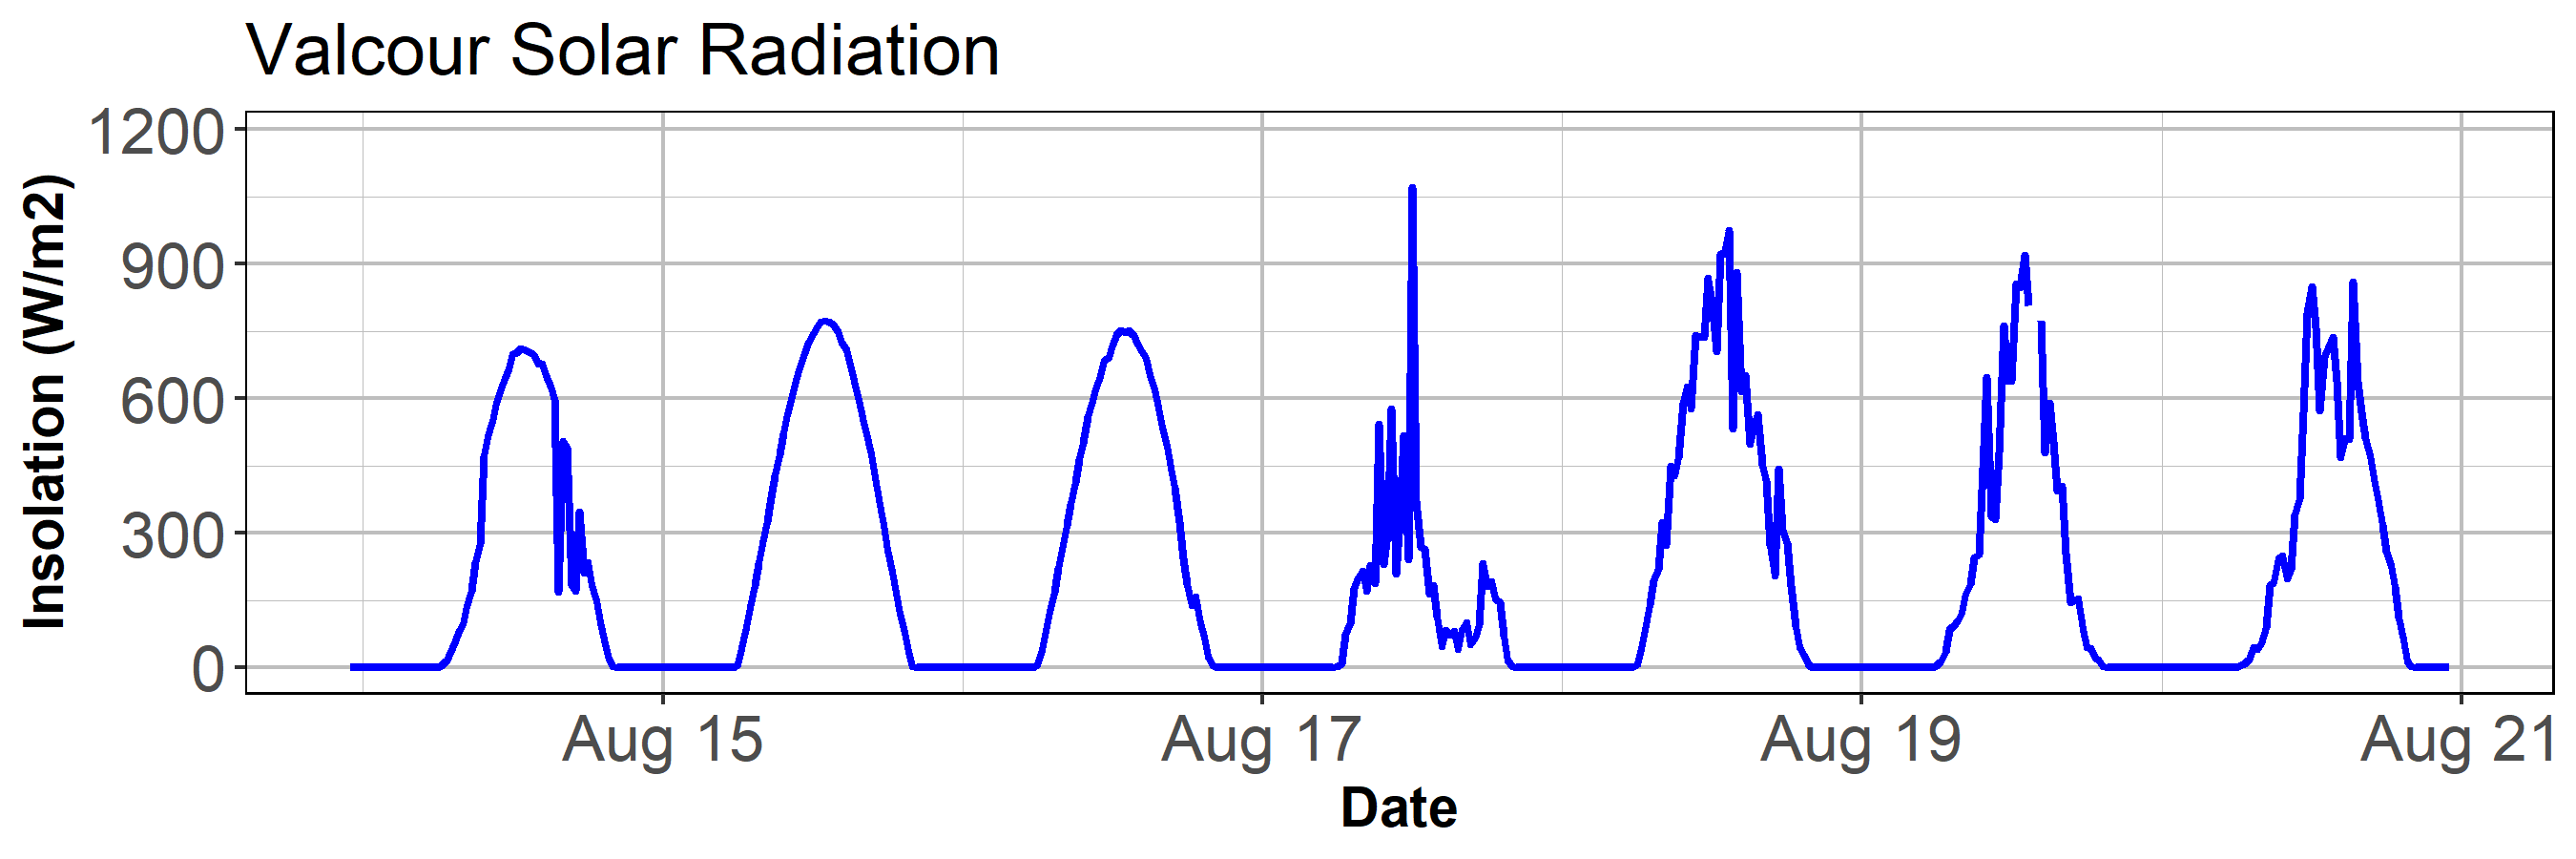 Valcour Solar Radiation
1200
900
600
300
0
Insolation (W/m2)
Aug 15
Aug 17
Aug 19
Aug 21
Date